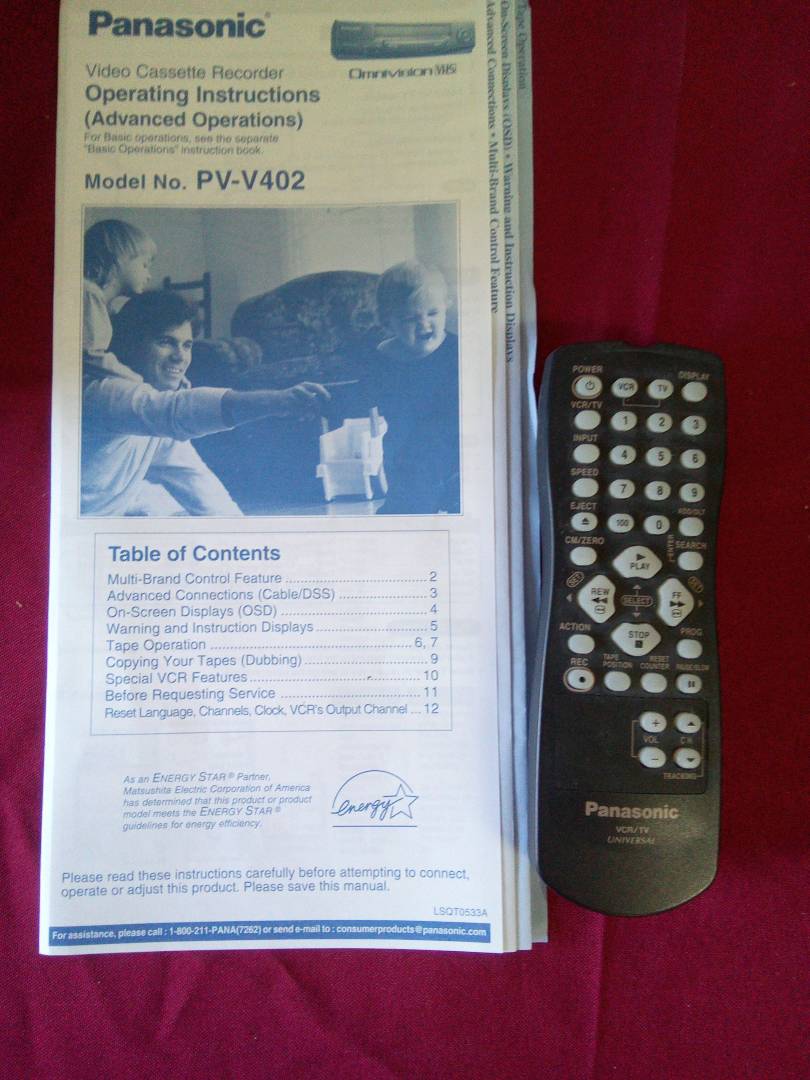 Panasonic®
Omnivision VHS
Video Cassette Recorder
Operating Instructions
(Advanced Operations)
For Basic operations, see the separate
"Basic Operations" instruction book.
Model No. PV-V402
Table of Contents
Multi-Brand Control Feature ........ 2
Advanced Connections (Cable/DSS) ........ 3
On-Screen Displays (OSD) ........ 4
Warning and Instruction Displays ........ 5
Tape Operation ........ 6, 7
Copying Your Tapes (Dubbing) ........ 9
Special VCR Features ........ 10
Before Requesting Service ........ 11
Reset Language, Channels, Clock, VCR's Output Channel ... 12
As an ENERGY STAR® Partner,
Matsushita Electric Corporation of America
has determined that this product or product
model meets the ENERGY STAR®
guidelines for energy efficiency.
energy
Please read these instructions carefully before attempting to connect,
operate or adjust this product. Please save this manual.
LSQT0533A
For assistance, please call : 1-800-211-PANA(7262) or send e-mail to : consumerproducts@panasonic.com
Tape Operation
On-Screen Displays (OSD) • Warning and Instruction Displays
Advanced Connections • Multi-Brand Control Feature
POWER VCR TV DISPLAY
VCR/TV 1 2 3
INPUT 4 5 6
SPEED 7 8 9
EJECT 100 0 ADD/DLT
CM/ZERO PLAY ENTER SEARCH
SET REW SELECT FF SET
ACTION STOP PROG
REC TAPE POSITION RESET COUNTER PAUSE/SLOW
+ VOL −
CH
TRACKING
Panasonic
VCR/TV
UNIVERSAL